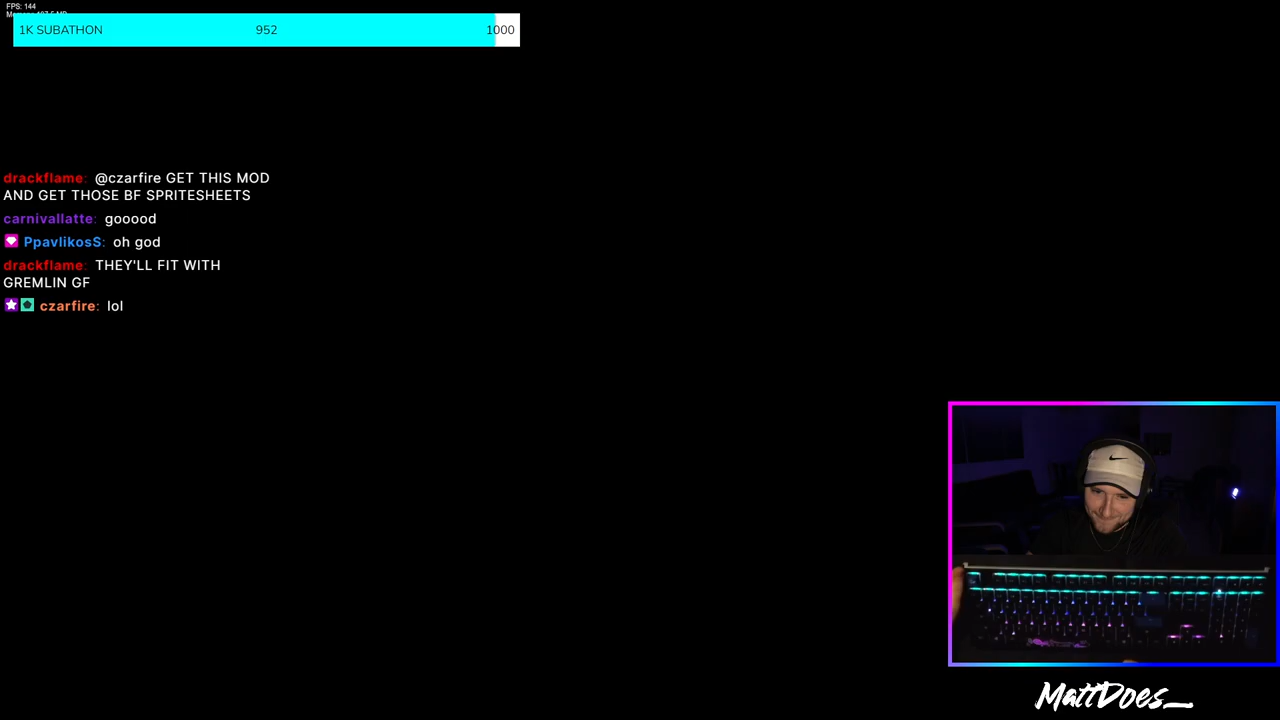 FPS: 144
1K SUBATHON 952 1000
drackflame: @czarfire GET THIS MOD
AND GET THOSE BF SPRITESHEETS
carnivallatte: gooood
PpavlikosS: oh god
drackflame: THEY'LL FIT WITH
GREMLIN GF
czarfire: lol
MattDoes_